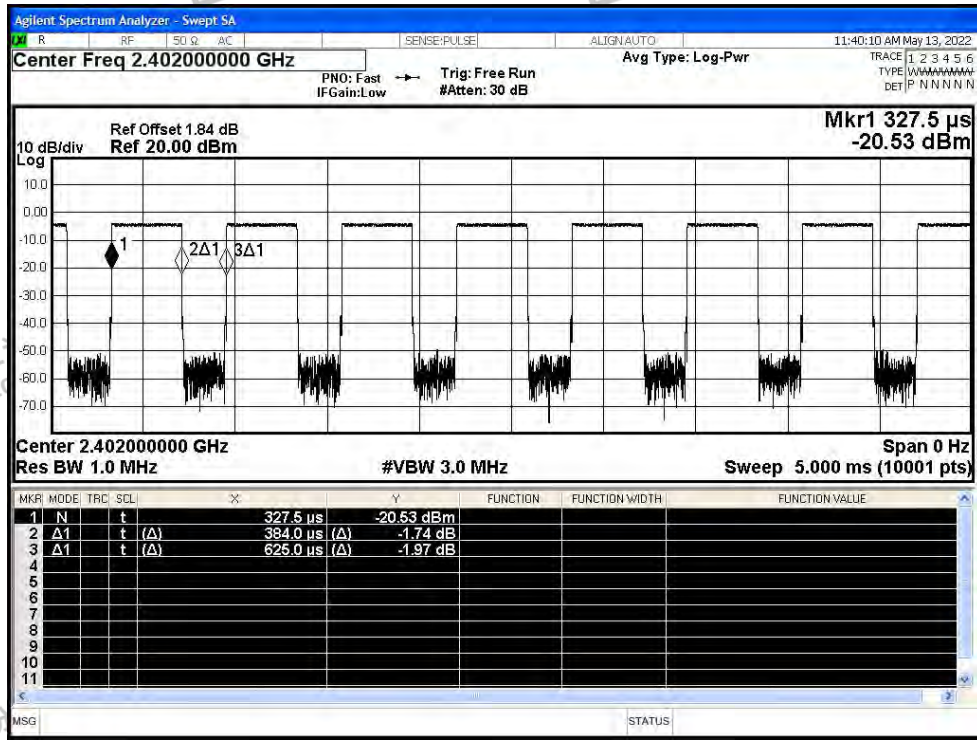 Agilent Spectrum Analyzer - Swept SA
LXI R RF 50 Ω AC SENSE:PULSE ALIGNAUTO 11:40:10 AM May 13, 2022
Center Freq 2.402000000 GHz Avg Type: Log-Pwr TRACE 1 2 3 4 5 6
PNO: Fast Trig: Free Run TYPE WWWWWW
IFGain:Low #Atten: 30 dB DET P N N N N N
Mkr1 327.5 µs
-20.53 dBm
Ref Offset 1.84 dB
10 dB/div Ref 20.00 dBm
Log
10.0
0.00
-10.0
1 2Δ1 3Δ1
-20.0
-30.0
-40.0
-50.0
-60.0
-70.0
Center 2.402000000 GHz Span 0 Hz
Res BW 1.0 MHz #VBW 3.0 MHz Sweep 5.000 ms (10001 pts)
MKR MODE TRC SCL X Y FUNCTION FUNCTION WIDTH FUNCTION VALUE
1 N t 327.5 µs -20.53 dBm
2 Δ1 t (Δ) 384.0 µs (Δ) -1.74 dB
3 Δ1 t (Δ) 625.0 µs (Δ) -1.97 dB
4
5
6
7
8
9
10
11
MSG STATUS